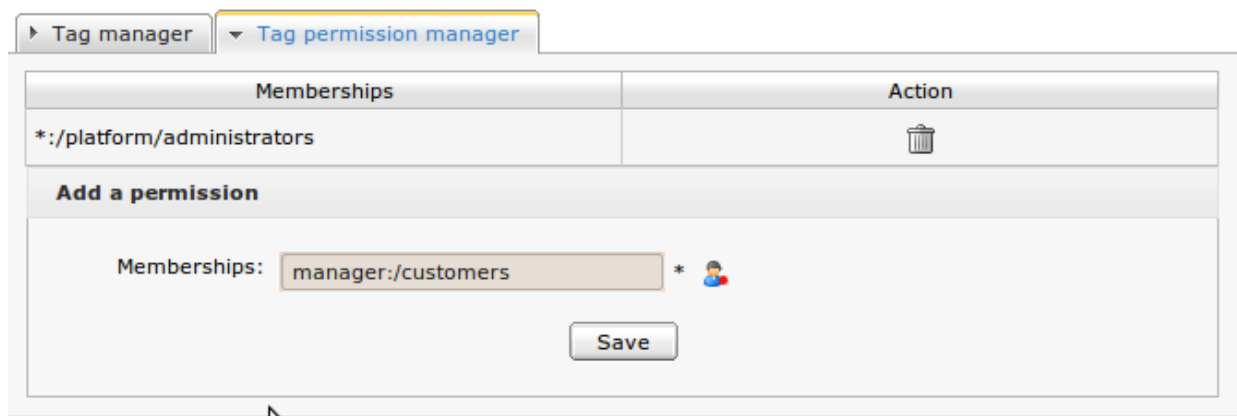 Tag manager Tag permission manager
Memberships Action
*:/platform/administrators
Add a permission
Memberships: manager:/customers *
Save